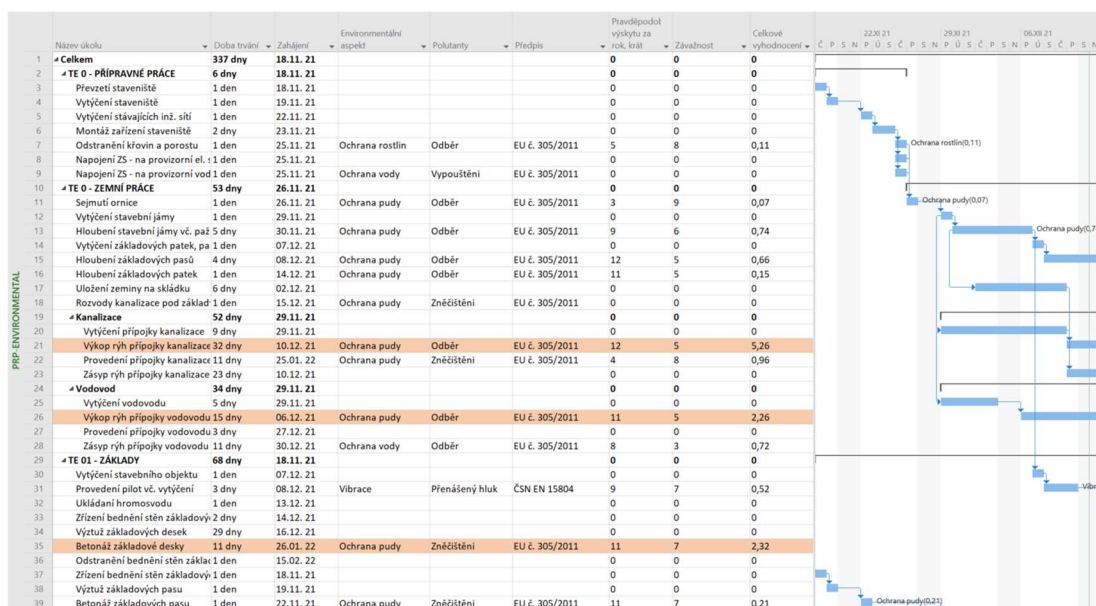 Název úkolu Doba trvání Zahájení Environmentální aspekt Polutanty Předpis Pravděpodob výskytu za rok, krát Závažnost Celkové vyhodnocení
22.XI 21 29.XI 21 06.XII 21
Č P S N P Ú S Č P S N P Ú S Č P S N P Ú S Č P S N
PRP-ENVIRONMENTAL
1 Celkem 337 dny 18.11. 21 0 0 0
2 TE 0 - PŘÍPRAVNÉ PRÁCE 6 dny 18.11. 21 0 0 0
3 Převzetí staveniště 1 den 18.11. 21 0 0 0
4 Vytýčení staveniště 1 den 19.11. 21 0 0 0
5 Vytýčení stávajících inž. sítí 1 den 22.11. 21 0 0 0
6 Montáž zařízení staveniště 2 dny 23.11. 21 0 0 0
7 Odstranění křovin a porostu 1 den 25.11. 21 Ochrana rostlin Odběr EU č. 305/2011 5 8 0,11 Ochrana rostlin(0,11)
8 Napojení ZS - na provizorní el. s 1 den 25.11. 21 0 0 0
9 Napojení ZS - na provizorní vod 1 den 25.11. 21 Ochrana vody Vypouštěni EU č. 305/2011 0 0 0
10 TE 0 - ZEMNÍ PRÁCE 53 dny 26.11. 21 0 0 0
11 Sejmutí ornice 1 den 26.11. 21 Ochrana pudy Odběr EU č. 305/2011 3 9 0,07 Ochrana pudy(0,07)
12 Vytýčení stavební jámy 1 den 29.11. 21 0 0 0
13 Hloubení stavební jámy vč. paž 5 dny 30.11. 21 Ochrana pudy Odběr EU č. 305/2011 9 6 0,74 Ochrana pudy(0,7
14 Vytýčení základových patek, pa 1 den 07.12. 21 0 0 0
15 Hloubení základových pasů 4 dny 08.12. 21 Ochrana pudy Odběr EU č. 305/2011 12 5 0,66
16 Hloubení základových patek 1 den 14.12. 21 Ochrana pudy Odběr EU č. 305/2011 11 5 0,15
17 Uložení zeminy na skládku 6 dny 02.12. 21 0 0 0
18 Rozvody kanalizace pod základ 1 den 15.12. 21 Ochrana pudy Zněčištěni EU č. 305/2011 0 0 0
19 Kanalizace 52 dny 29.11. 21 0 0 0
20 Vytýčení přípojky kanalizace 9 dny 29.11. 21 0 0 0
21 Výkop rýh přípojky kanalizace 32 dny 10.12. 21 Ochrana pudy Odběr EU č. 305/2011 12 5 5,26
22 Provedení přípojky kanalizace 11 dny 25.01. 22 Ochrana pudy Zněčištěni EU č. 305/2011 4 8 0,96
23 Zásyp rýh přípojky kanalizace 23 dny 10.12. 21 0 0 0
24 Vodovod 34 dny 29.11. 21 0 0 0
25 Vytýčení vodovodu 5 dny 29.11. 21 0 0 0
26 Výkop rýh přípojky vodovodu 15 dny 06.12. 21 Ochrana pudy Odběr EU č. 305/2011 11 5 2,26
27 Provedení přípojky vodovodu 3 dny 27.12. 21 0 0 0
28 Zásyp rýh přípojky vodovodu 11 dny 30.12. 21 Ochrana vody Odběr EU č. 305/2011 8 3 0,72
29 TE 01 - ZÁKLADY 68 dny 18.11. 21 0 0 0
30 Vytýčení stavebního objektu 1 den 07.12. 21 0 0 0
31 Provedení pilot vč. vytýčení 3 dny 08.12. 21 Vibrace Přenášený hluk ČSN EN 15804 9 7 0,52 Vibr
32 Ukládaní hromosvodu 1 den 13.12. 21 0 0 0
33 Zřízení bednění stěn základový 2 dny 14.12. 21 0 0 0
34 Výztuž základových desek 29 dny 16.12. 21 0 0 0
35 Betonáž základové desky 11 dny 26.01. 22 Ochrana pudy Zněčištěni EU č. 305/2011 11 7 2,32
36 Odstranění bednění stěn základ 1 den 15.02. 22 0 0 0
37 Zřízení bednění stěn základový 1 den 18.11. 21 0 0 0
38 Výztuž základových pasu 1 den 19.11. 21 0 0 0
39 Betonáž základových pasu 1 den 22.11. 21 Ochrana pudy Zněčištěni EU č. 305/2011 11 7 0,21 Ochrana pudy(0,21)